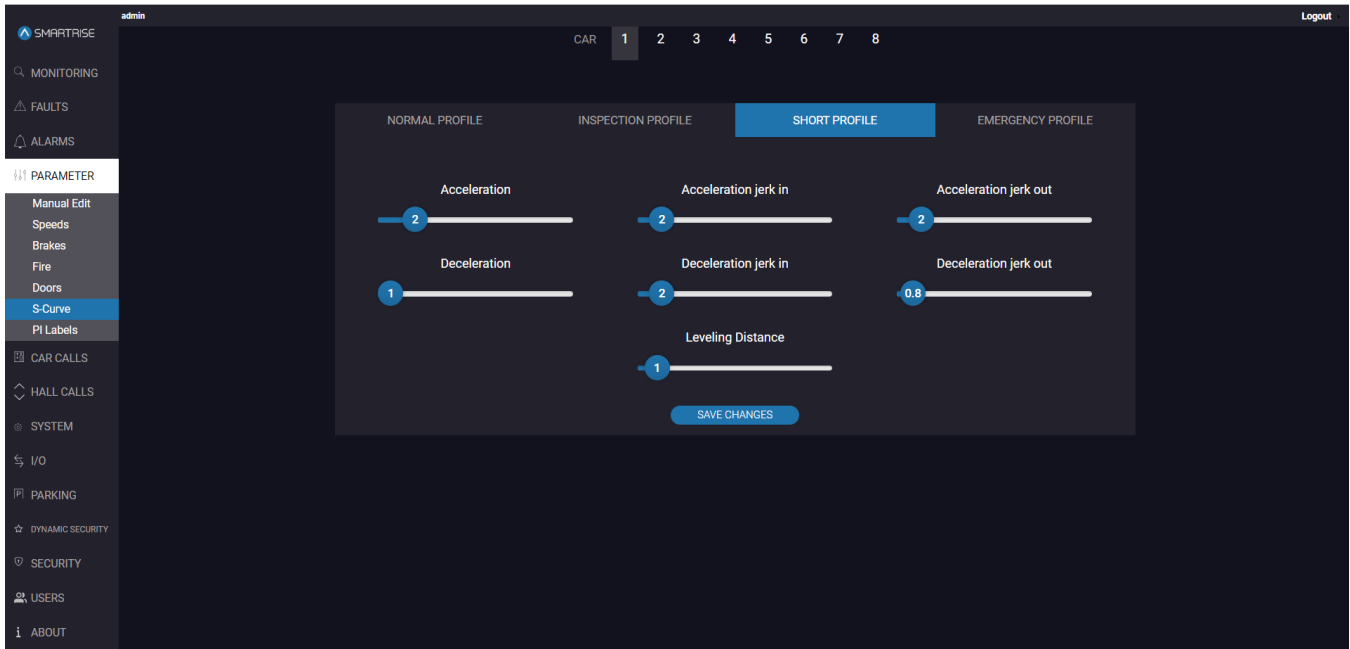 admin
Logout
SMARTRISE
CAR 1 2 3 4 5 6 7 8
MONITORING
FAULTS
ALARMS
PARAMETER
Manual Edit
Speeds
Brakes
Fire
Doors
S-Curve
PI Labels
CAR CALLS
HALL CALLS
SYSTEM
I/O
PARKING
DYNAMIC SECURITY
SECURITY
USERS
ABOUT
NORMAL PROFILE INSPECTION PROFILE SHORT PROFILE EMERGENCY PROFILE
Acceleration Acceleration jerk in Acceleration jerk out
2 2 2
Deceleration Deceleration jerk in Deceleration jerk out
1 2 0.8
Leveling Distance
1
SAVE CHANGES